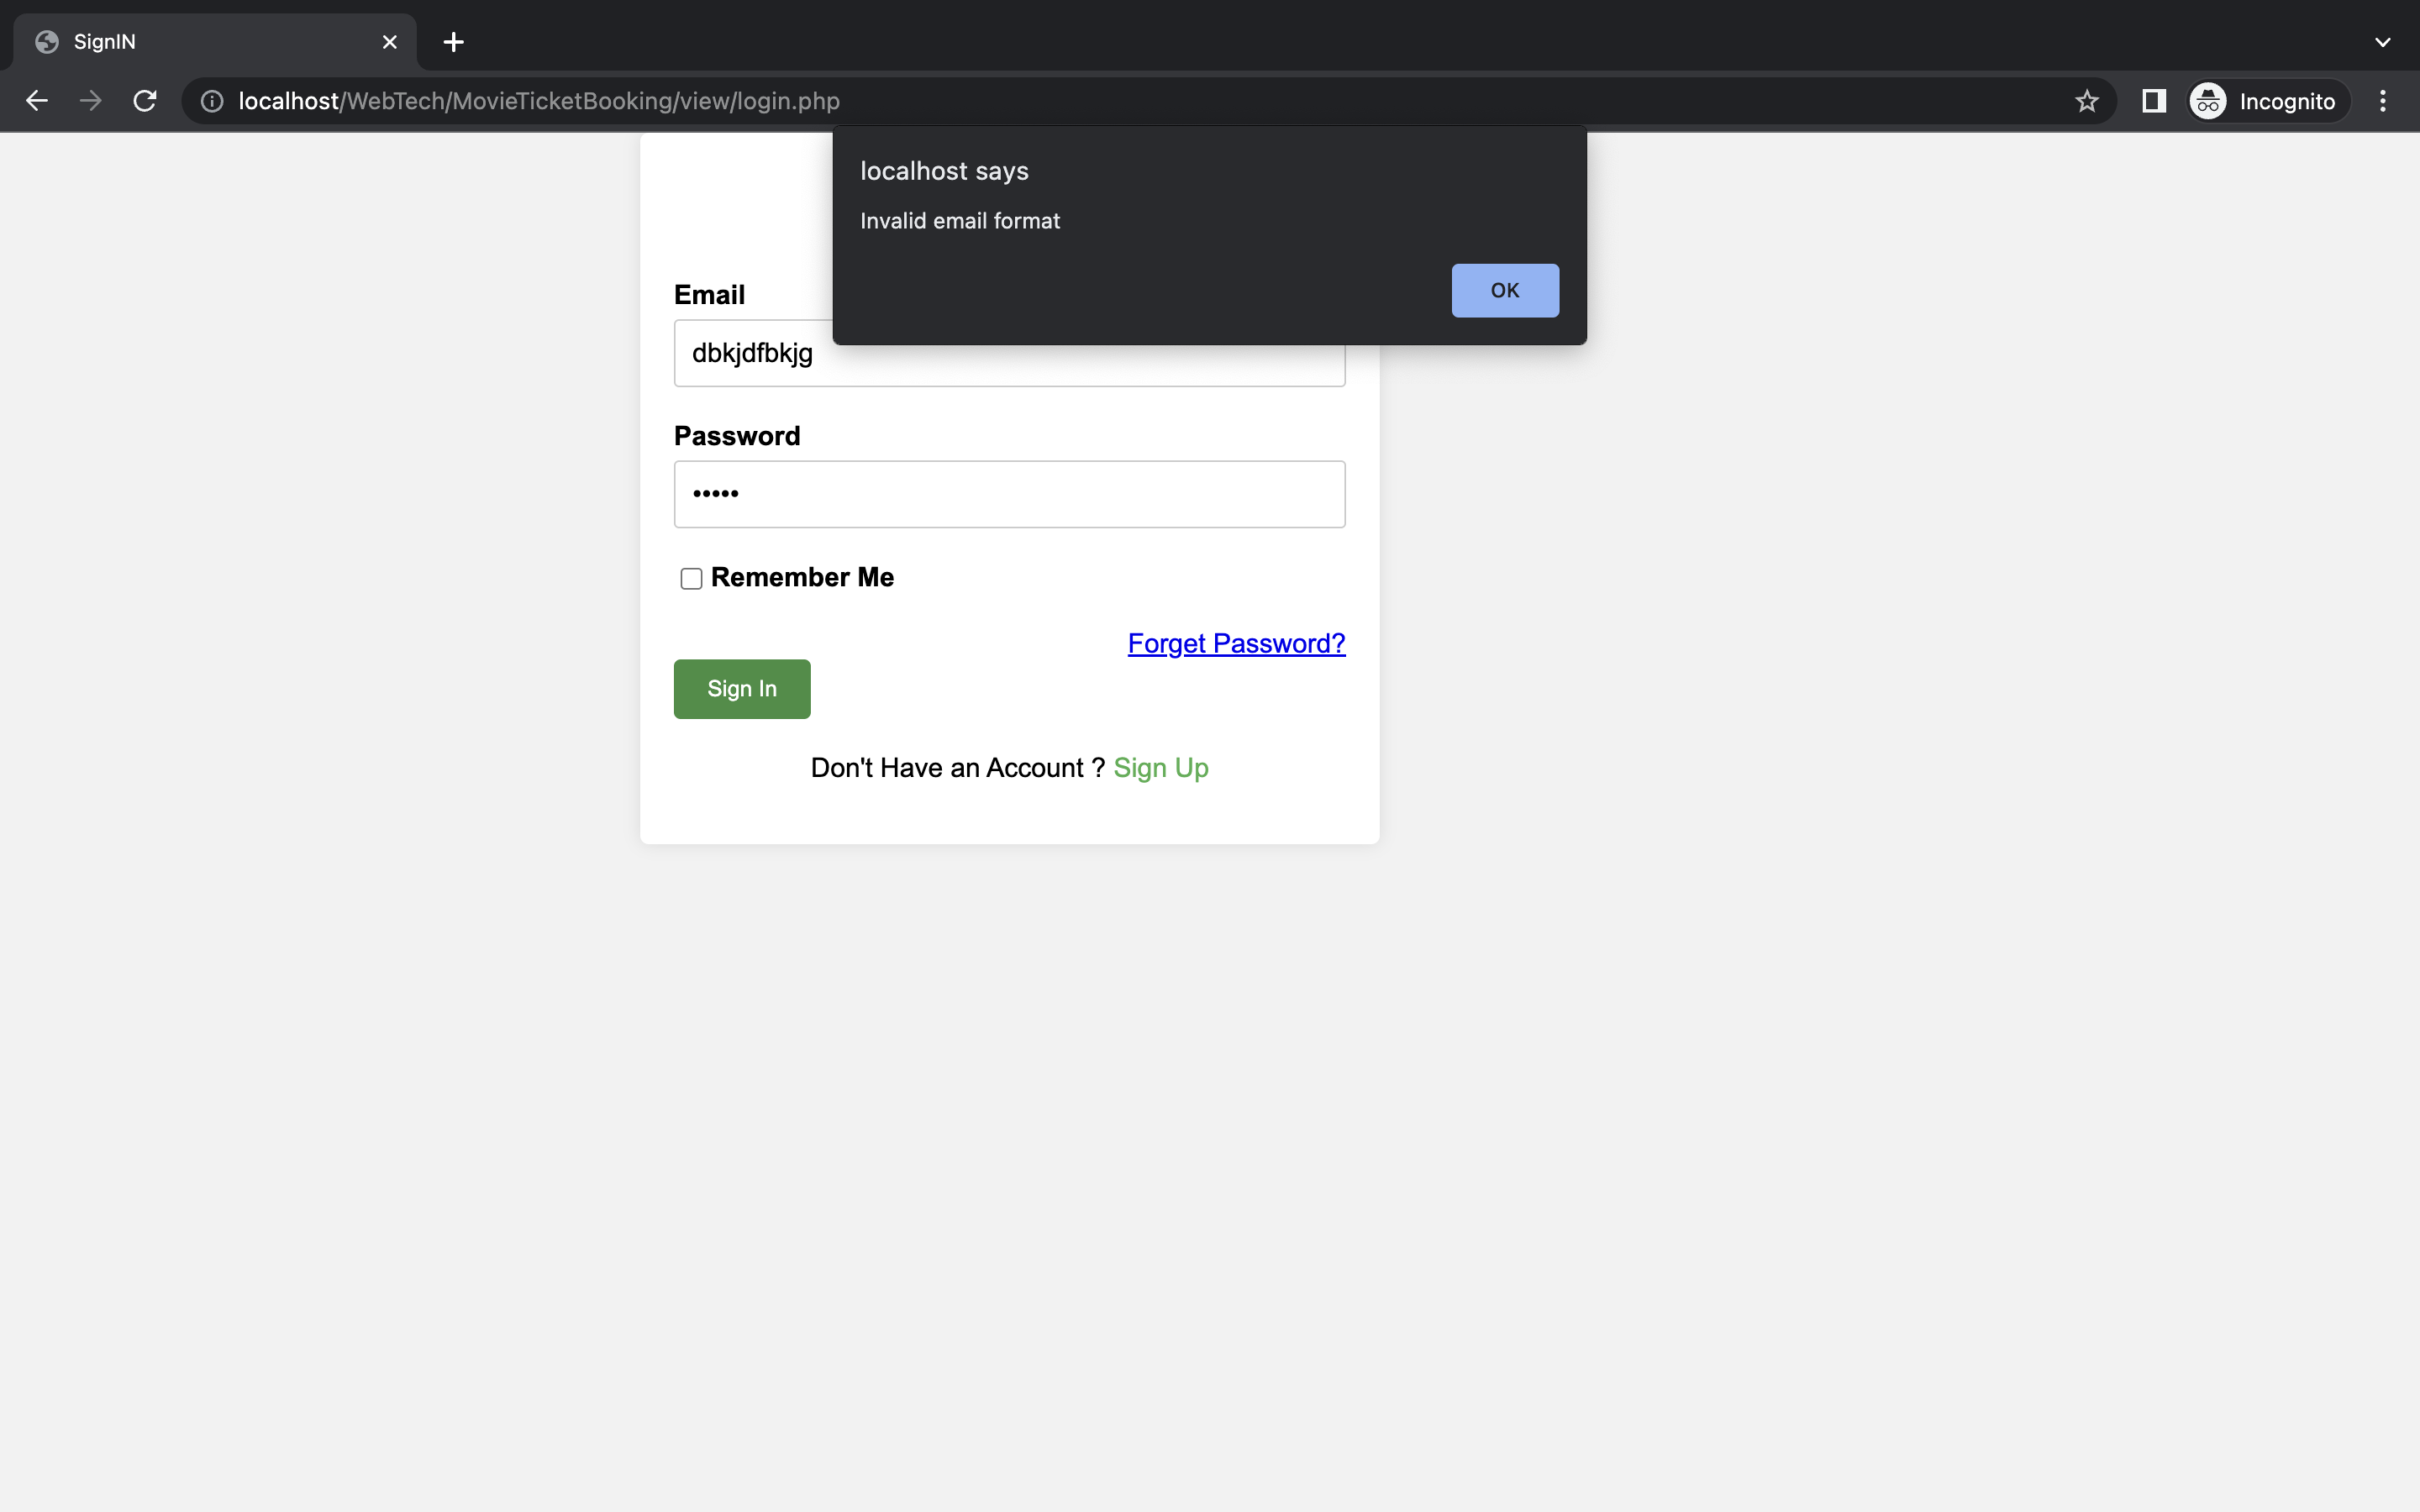 SignIN
localhost/WebTech/MovieTicketBooking/view/login.php
Incognito
localhost says
Invalid email format
OK
Email
dbkjdfbkjg
Password
•••••
Remember Me
Forget Password?
Sign In
Don't Have an Account ? Sign Up